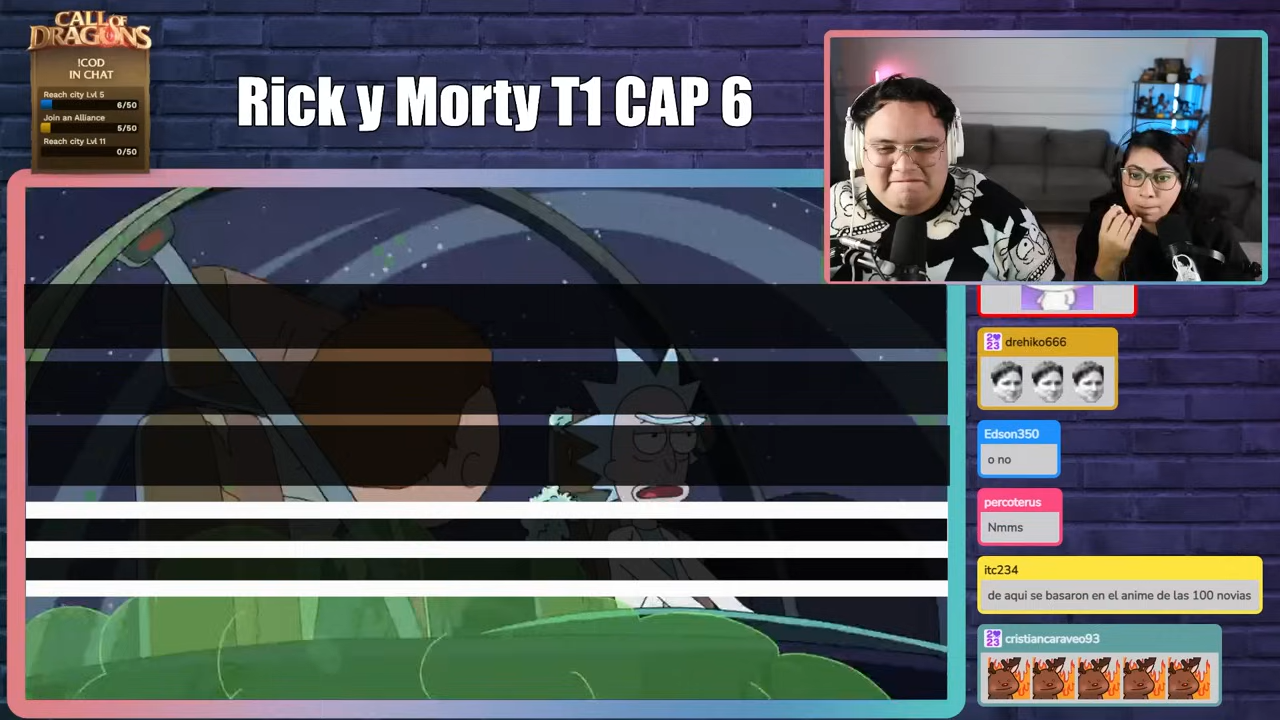 CALL OF
DRAGONS
!COD
IN CHAT
Reach city Lvl 5
6/50
Join an Alliance
5/50
Reach city Lvl 11
0/50
Rick y Morty T1 CAP 6
2023 drehiko666
Edson350
o no
percoterus
Nmms
itc234
de aqui se basaron en el anime de las 100 novias
2023 cristiancaraveo93